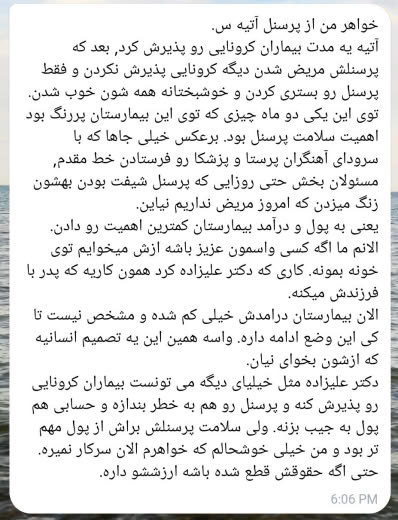 خواهر من از پرسنل آتیه س.
آتیه یه مدت بیماران کرونایی رو پذیرش کرد, بعد که
پرسنلش مریض شدن دیگه کرونایی پذیرش نکردن و فقط
پرسنل رو بستری کردن و خوشبختانه همه شون خوب شدن.
توی این یکی دو ماه چیزی که توی این بیمارستان پررنگ بود
اهمیت سلامت پرسنل بود. برعکس خیلی جاها که با
سرودای آهنگران پرستا و پزشکا رو فرستادن خط مقدم,
مسئولان بخش حتی روزایی که پرسنل شیفت بودن بهشون
زنگ میزدن که امروز مریض نداریم نیاین.
یعنی به پول و درآمد بیمارستان کمترین اهمیت رو دادن.
الانم ما اگه کسی واسمون عزیز باشه ازش میخوایم توی
خونه بمونه. کاری که دکتر علیزاده کرد همون کاریه که پدر با
فرزندش میکنه.
الان بیمارستان درامدش خیلی کم شده و مشخص نیست تا
کی این وضع ادامه داره. واسه همین این یه تصمیم انسانیه
که ازشون بخوای نیان.
دکتر علیزاده مثل خیلیای دیگه می تونست بیماران کرونایی
رو پذیرش کنه و پرسنل رو هم به خطر بندازه و حسابی هم
پول به جیب بزنه. ولی سلامت پرسنلش براش از پول مهم
تر بود و من خیلی خوشحالم که خواهرم الان سرکار نمیره.
حتی اگه حقوقش قطع شده باشه ارزششو داره.
6:06 PM